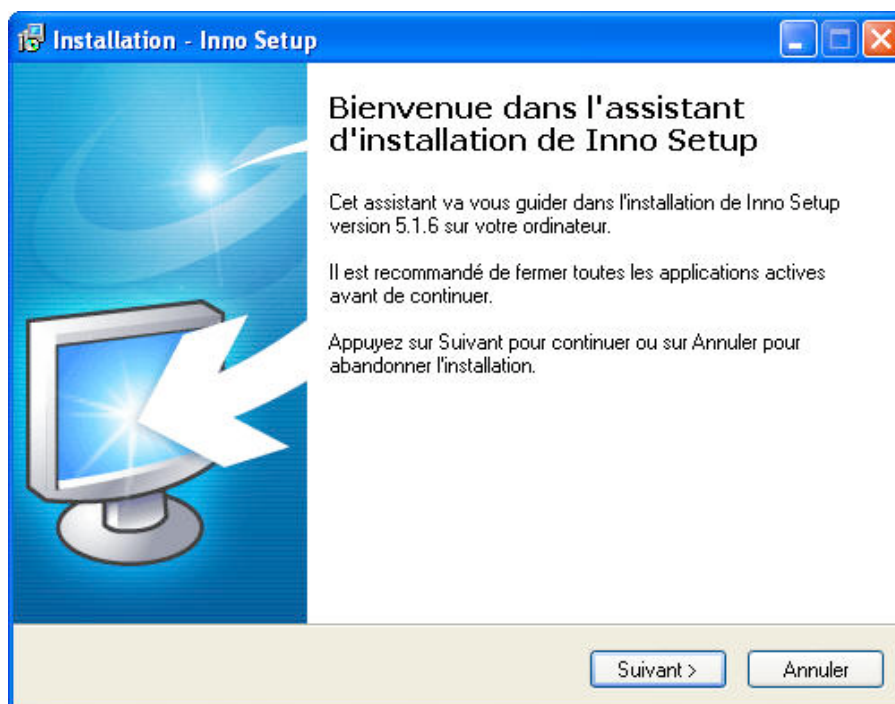 Installation - Inno Setup
Bienvenue dans l'assistant
d'installation de Inno Setup
Cet assistant va vous guider dans l'installation de Inno Setup
version 5.1.6 sur votre ordinateur.
Il est recommandé de fermer toutes les applications actives
avant de continuer.
Appuyez sur Suivant pour continuer ou sur Annuler pour
abandonner l'installation.
Suivant > Annuler